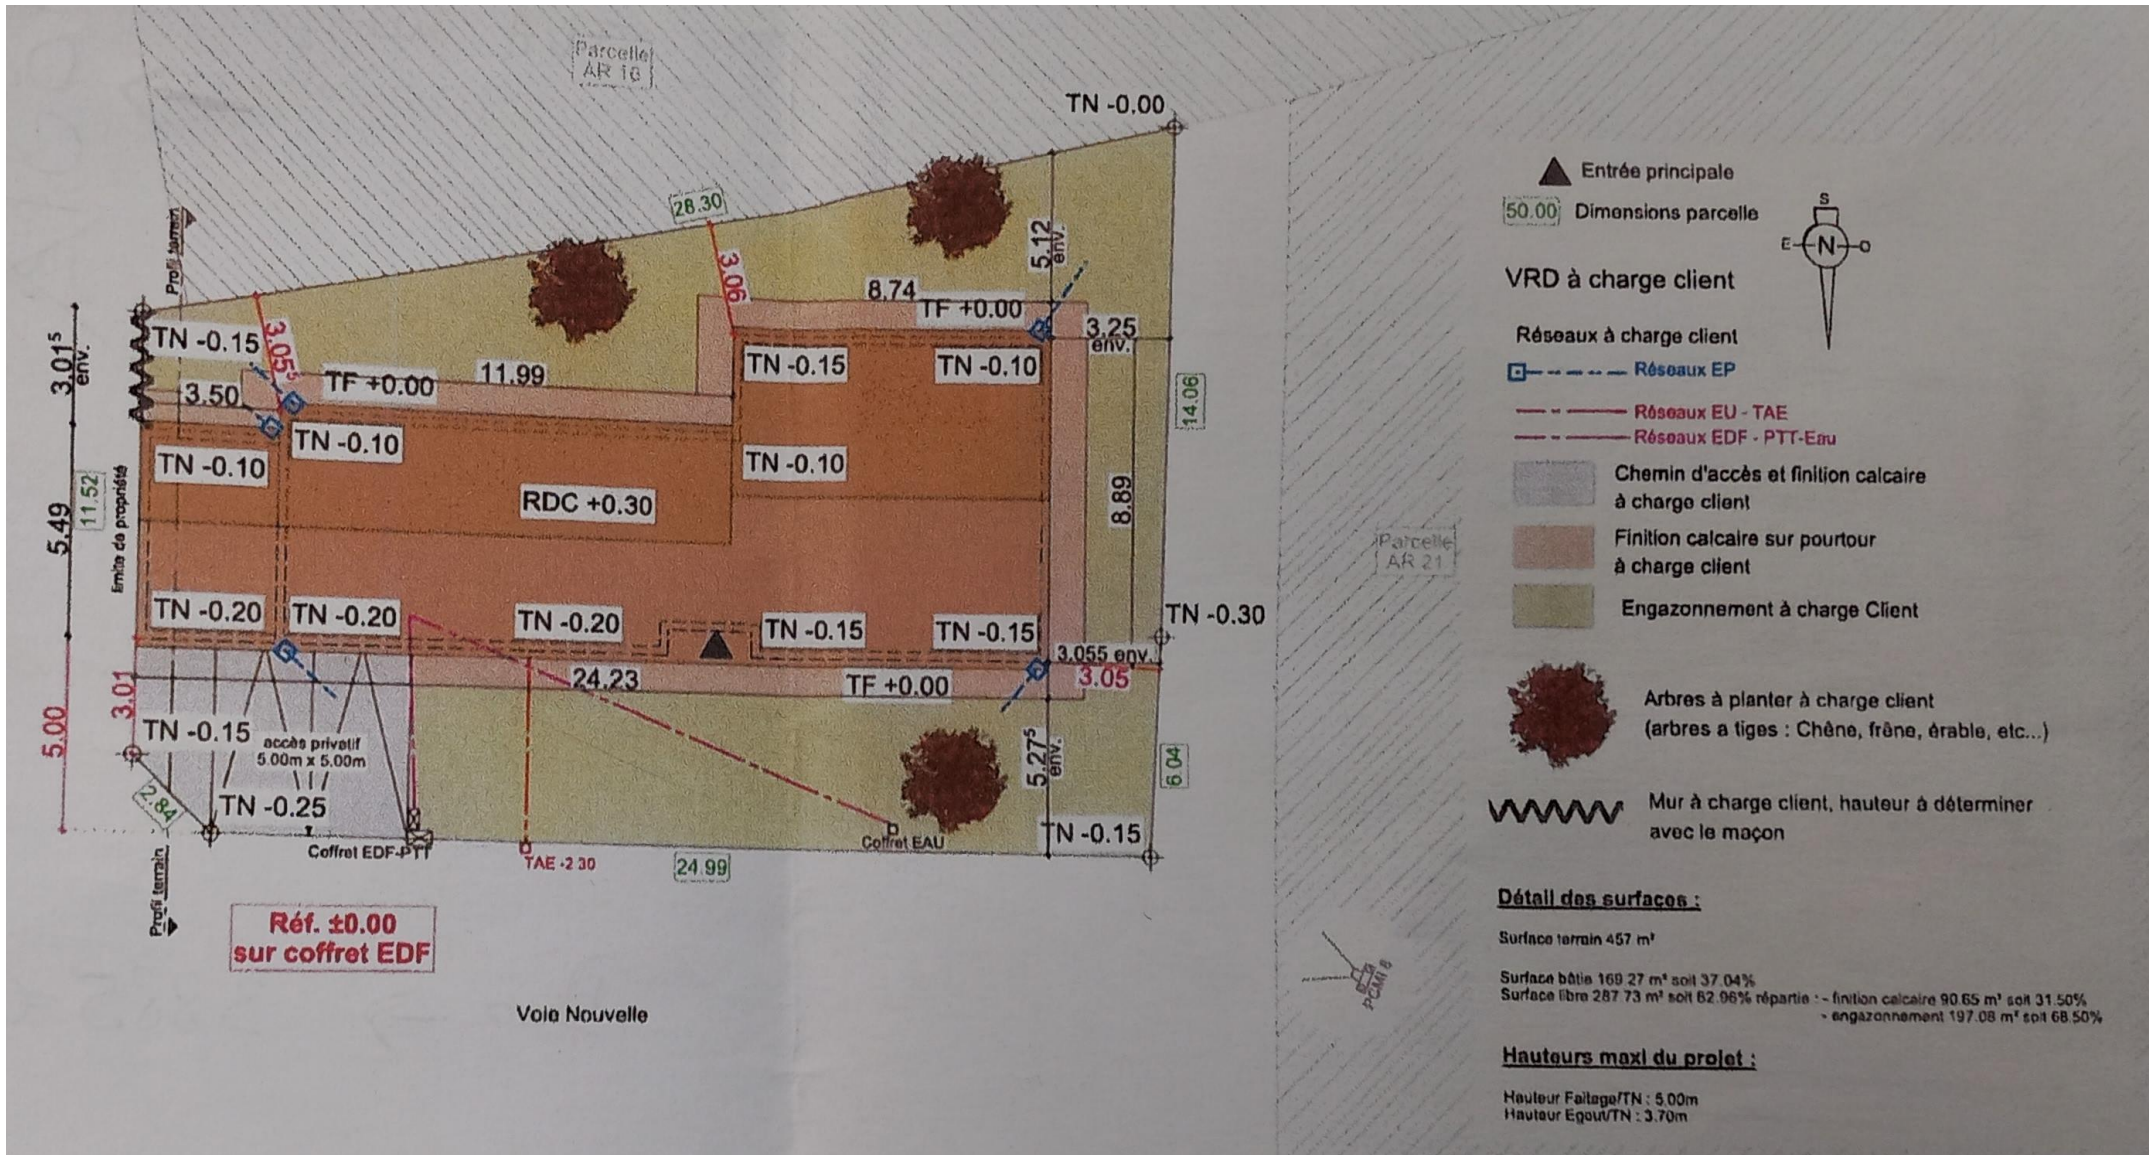 Parcelle
AR 16
TN -0.00
28.30
Profil terrain
5.12
env.
3.06
8.74
TF +0.00
3.25
env.
TN -0.15
3.05⁵
3.01⁵
env.
TF +0.00
11.99
3.50
TN -0.15
TN -0.10
14.06
TN -0.10
TN -0.10
TN -0.10
11.52
5.49
RDC +0.30
8.89
Parcelle
AR 21
TN -0.20
TN -0.20
TN -0.20
TN -0.15
TN -0.15
TN -0.30
3.055 env.
3.05
24.23
TF +0.00
3.01
5.00
TN -0.15
accès privatif
5.00m x 5.00m
5.27⁵
env.
6.04
2.84
TN -0.25
TN -0.15
Coffret EDF-PTT
Coffret EAU
TAE -2 30
24.99
Profil terrain
Réf. ±0.00
sur coffret EDF
Voie Nouvelle
PCMI 8
Entrée principale
50.00 Dimensions parcelle
S
E N O
VRD à charge client
Réseaux à charge client
Réseaux EP
Réseaux EU - TAE
Réseaux EDF - PTT-Eau
Chemin d'accès et finition calcaire
à charge client
Finition calcaire sur pourtour
à charge client
Engazonnement à charge Client
Arbres à planter à charge client
(arbres a tiges : Chêne, frêne, érable, etc...)
Mur à charge client, hauteur à déterminer
avec le maçon
Détail des surfaces :
Surface terrain 457 m²
Surface bâtie 169.27 m² soit 37.04%
Surface libre 287.73 m² soit 62.96% répartie : - finition calcaire 90.65 m² soit 31.50%
- engazonnement 197.08 m² soit 68.50%
Hauteurs maxi du projet :
Hauteur Faîtage/TN : 5.00m
Hauteur Egout/TN : 3.70m